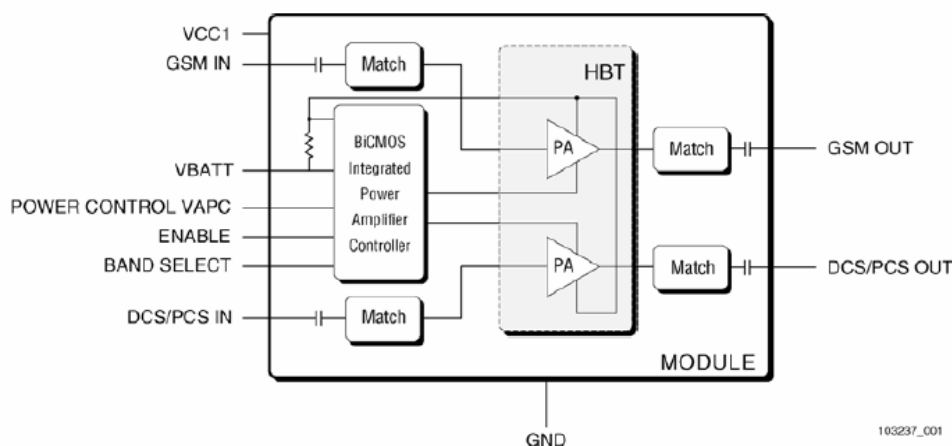 VCC1
GSM IN
Match
HBT
BiCMOS
Integrated
Power
Amplifier
Controller
PA
Match
GSM OUT
VBATT
POWER CONTROL VAPC
ENABLE
BAND SELECT
PA
Match
DCS/PCS OUT
DCS/PCS IN
Match
MODULE
GND
103237_001